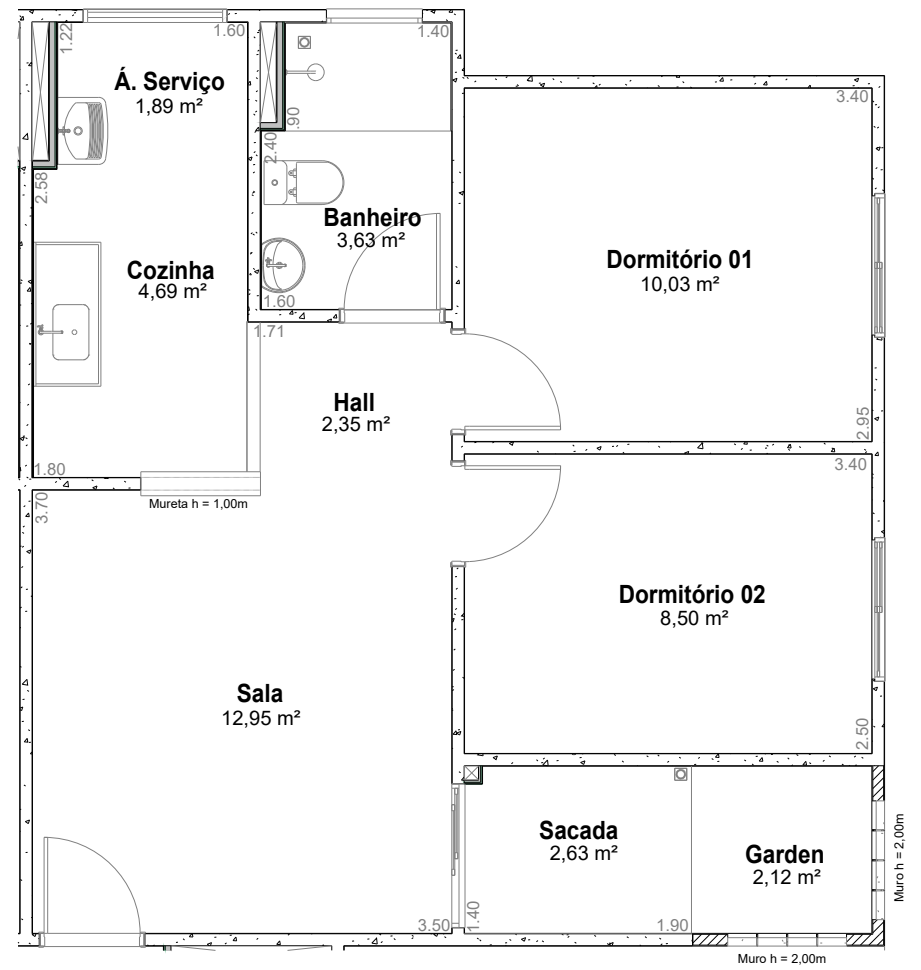 1.22
1.60
Á. Serviço
1,89 m²
2.58
Cozinha
4,69 m²
1.80
1.40
.90
2.40
Banheiro
3,63 m²
1.60
1.71
Hall
2,35 m²
3.40
Dormitório 01
10,03 m²
2.95
3.40
Dormitório 02
8,50 m²
2.50
Mureta h = 1,00m
3.70
Sala
12,95 m²
3.50
1.40
Sacada
2,63 m²
1.90
Garden
2,12 m²
Muro h = 2,00m
Muro h = 2,00m